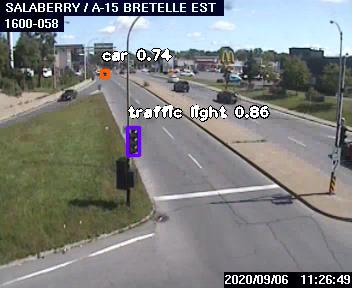 SALABERRY / A-15 BRETELLE EST
1600-058
car 0.74
traffic light 0.86
2020/09/06 11:26:49